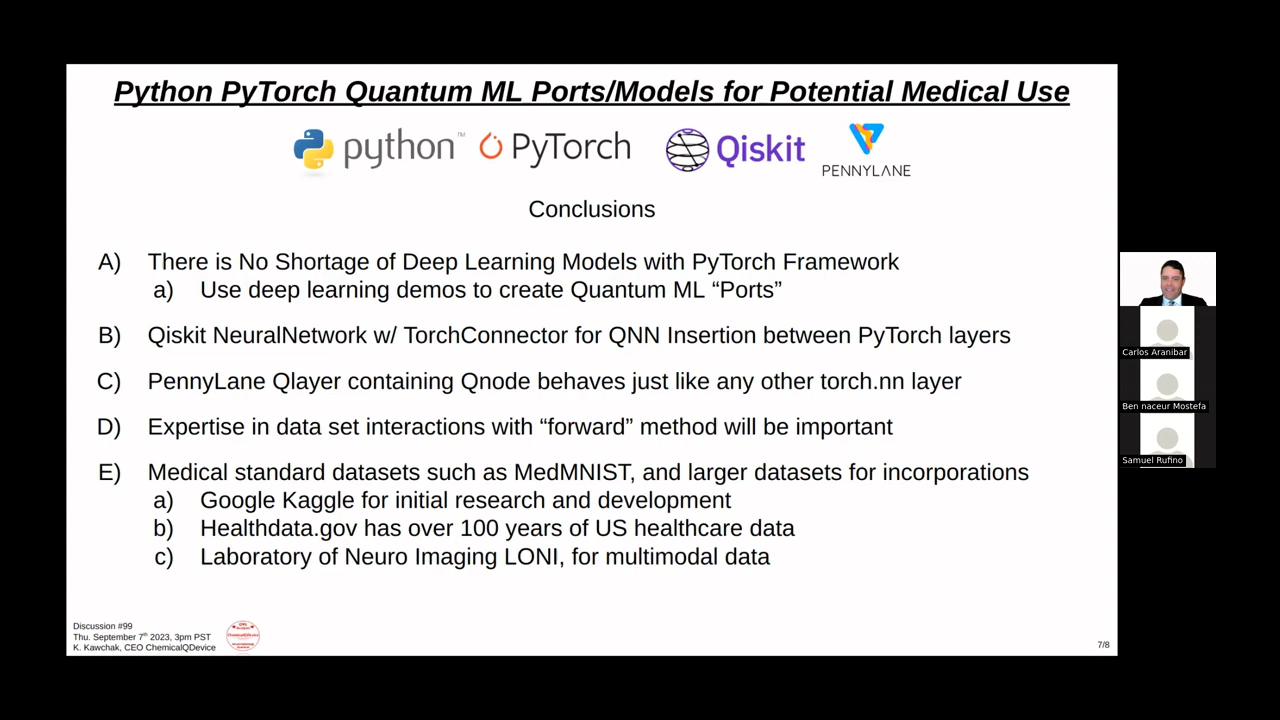 Python PyTorch Quantum ML Ports/Models for Potential Medical Use
python™ PyTorch Qiskit PENNYLANE
Conclusions
A) There is No Shortage of Deep Learning Models with PyTorch Framework
a) Use deep learning demos to create Quantum ML “Ports”
B) Qiskit NeuralNetwork w/ TorchConnector for QNN Insertion between PyTorch layers
C) PennyLane Qlayer containing Qnode behaves just like any other torch.nn layer
D) Expertise in data set interactions with “forward” method will be important
E) Medical standard datasets such as MedMNIST, and larger datasets for incorporations
a) Google Kaggle for initial research and development
b) Healthdata.gov has over 100 years of US healthcare data
c) Laboratory of Neuro Imaging LONI, for multimodal data
Discussion #99
Thu. September 7th 2023, 3pm PST
K. Kawchak, CEO ChemicalQDevice
7/8
Carlos Aranibar
Ben naceur Mostefa
Samuel Rufino